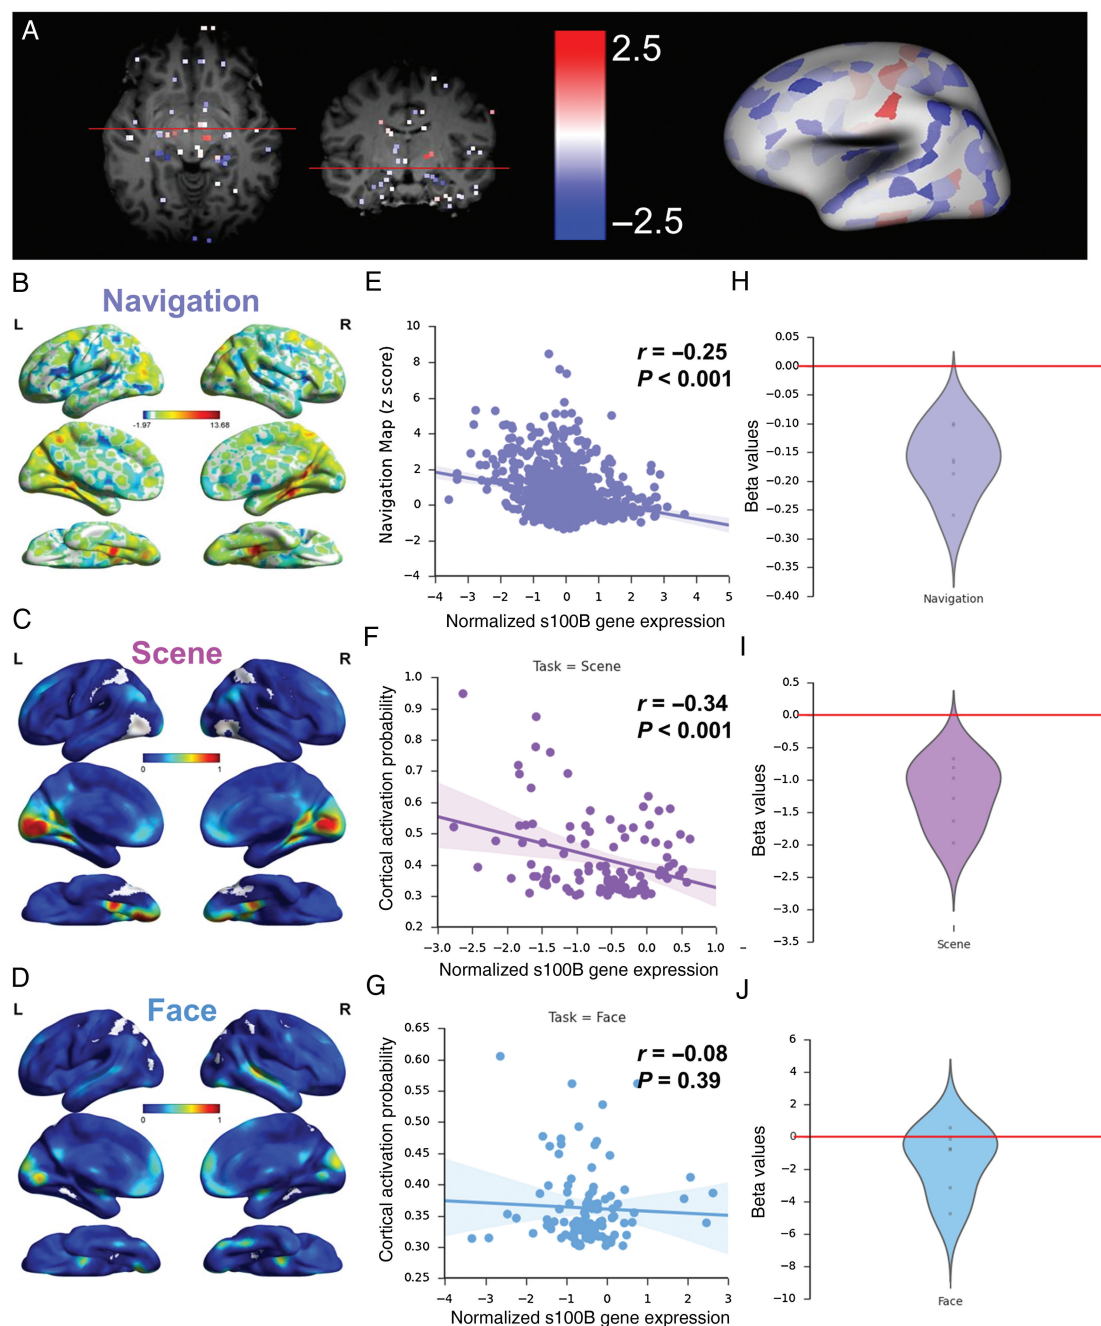 A
2.5
−2.5
B
Navigation
L
R
-1.97
13.68
E
10
8
6
4
2
0
−2
−4
Navigation Map (z score)
r = −0.25
P < 0.001
−4 −3 −2 −1 0 1 2 3 4 5
Normalized s100B gene expression
H
0.05
0.00
−0.05
−0.10
−0.15
−0.20
−0.25
−0.30
−0.35
−0.40
Beta values
Navigation
C
Scene
L
R
0
1
F
Task = Scene
1.0
0.9
0.8
0.7
0.6
0.5
0.4
0.3
0.2
Cortical activation probability
r = −0.34
P < 0.001
−3.0 −2.5 −2.0 −1.5 −1.0 −0.5 0.0 0.5 1.0
Normalized s100B gene expression
I
0.5
0.0
−0.5
−1.0
−1.5
−2.0
−2.5
−3.0
−3.5
Beta values
Scene
D
Face
L
R
0
1
G
Task = Face
0.65
0.60
0.55
0.50
0.45
0.40
0.35
0.30
0.25
Cortical activation probability
r = −0.08
P = 0.39
−4 −3 −2 −1 0 1 2 3
Normalized s100B gene expression
J
6
4
2
0
−2
−4
−6
−8
−10
Beta values
Face